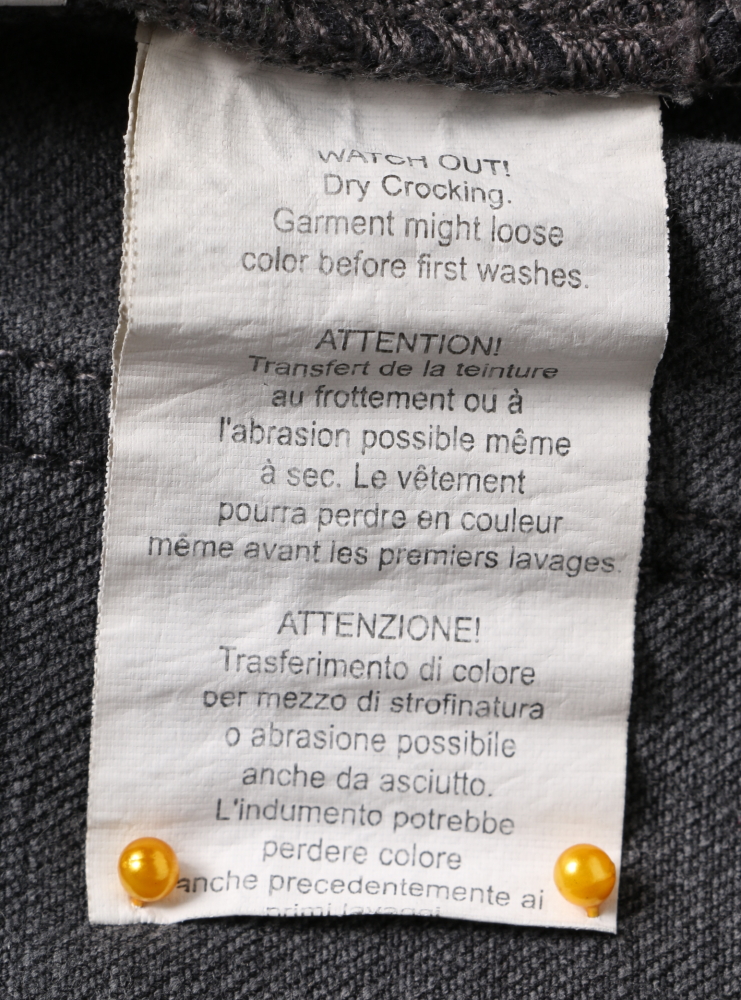 WATCH OUT!
Dry Crocking.
Garment might loose
color before first washes.
ATTENTION!
Transfert de la teinture
au frottement ou à
l'abrasion possible même
à sec. Le vêtement
pourra perdre en couleur
même avant les premiers lavages.
ATTENZIONE!
Trasferimento di colore
per mezzo di strofinatura
o abrasione possibile
anche da asciutto.
L'indumento potrebbe
perdere colore
anche precedentemente ai
primi lavaggi